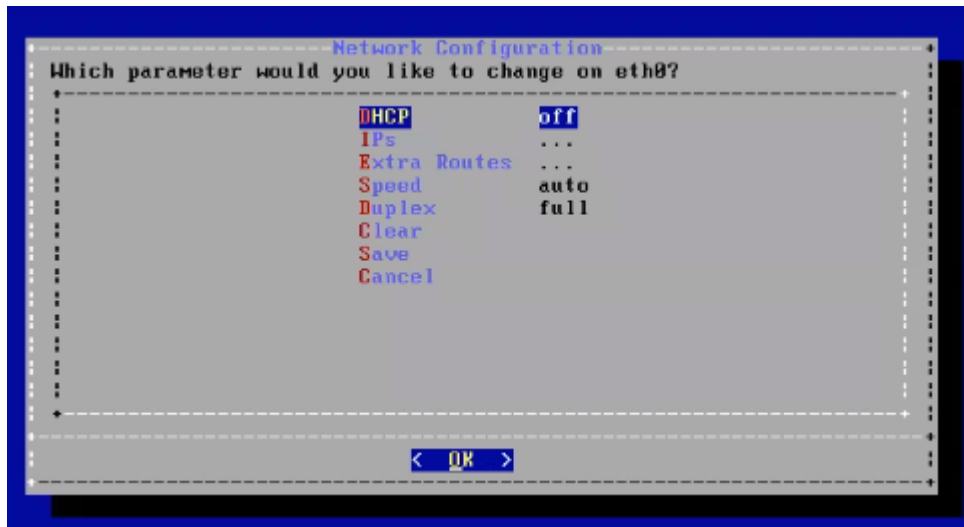 Network Configuration
Which parameter would you like to change on eth0?
DHCP off
IPs ...
Extra Routes ...
Speed auto
Duplex full
Clear
Save
Cancel
< OK >